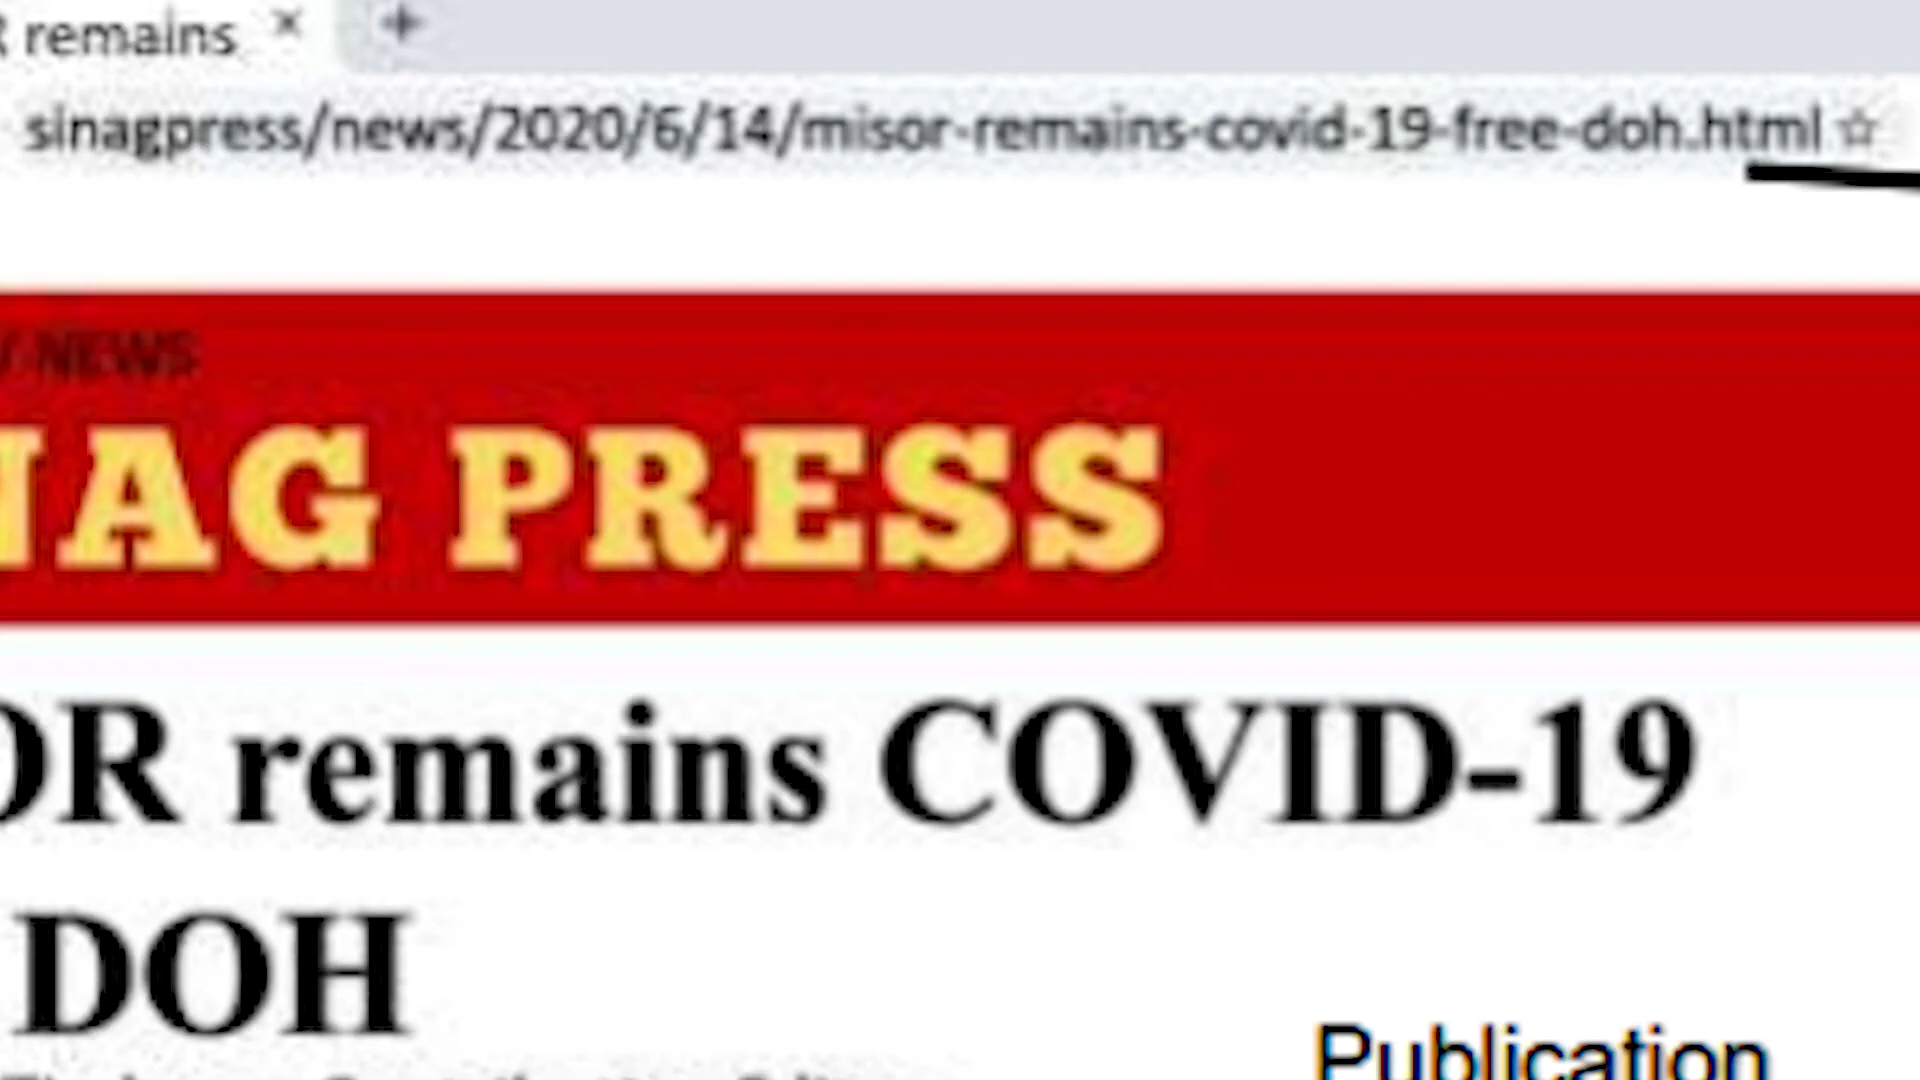 remains
sinagpress/news/2020/6/14/misor-remains-covid-19-free-doh.html
NEWS
NAG PRESS
OR remains COVID-19
DOH
Publication